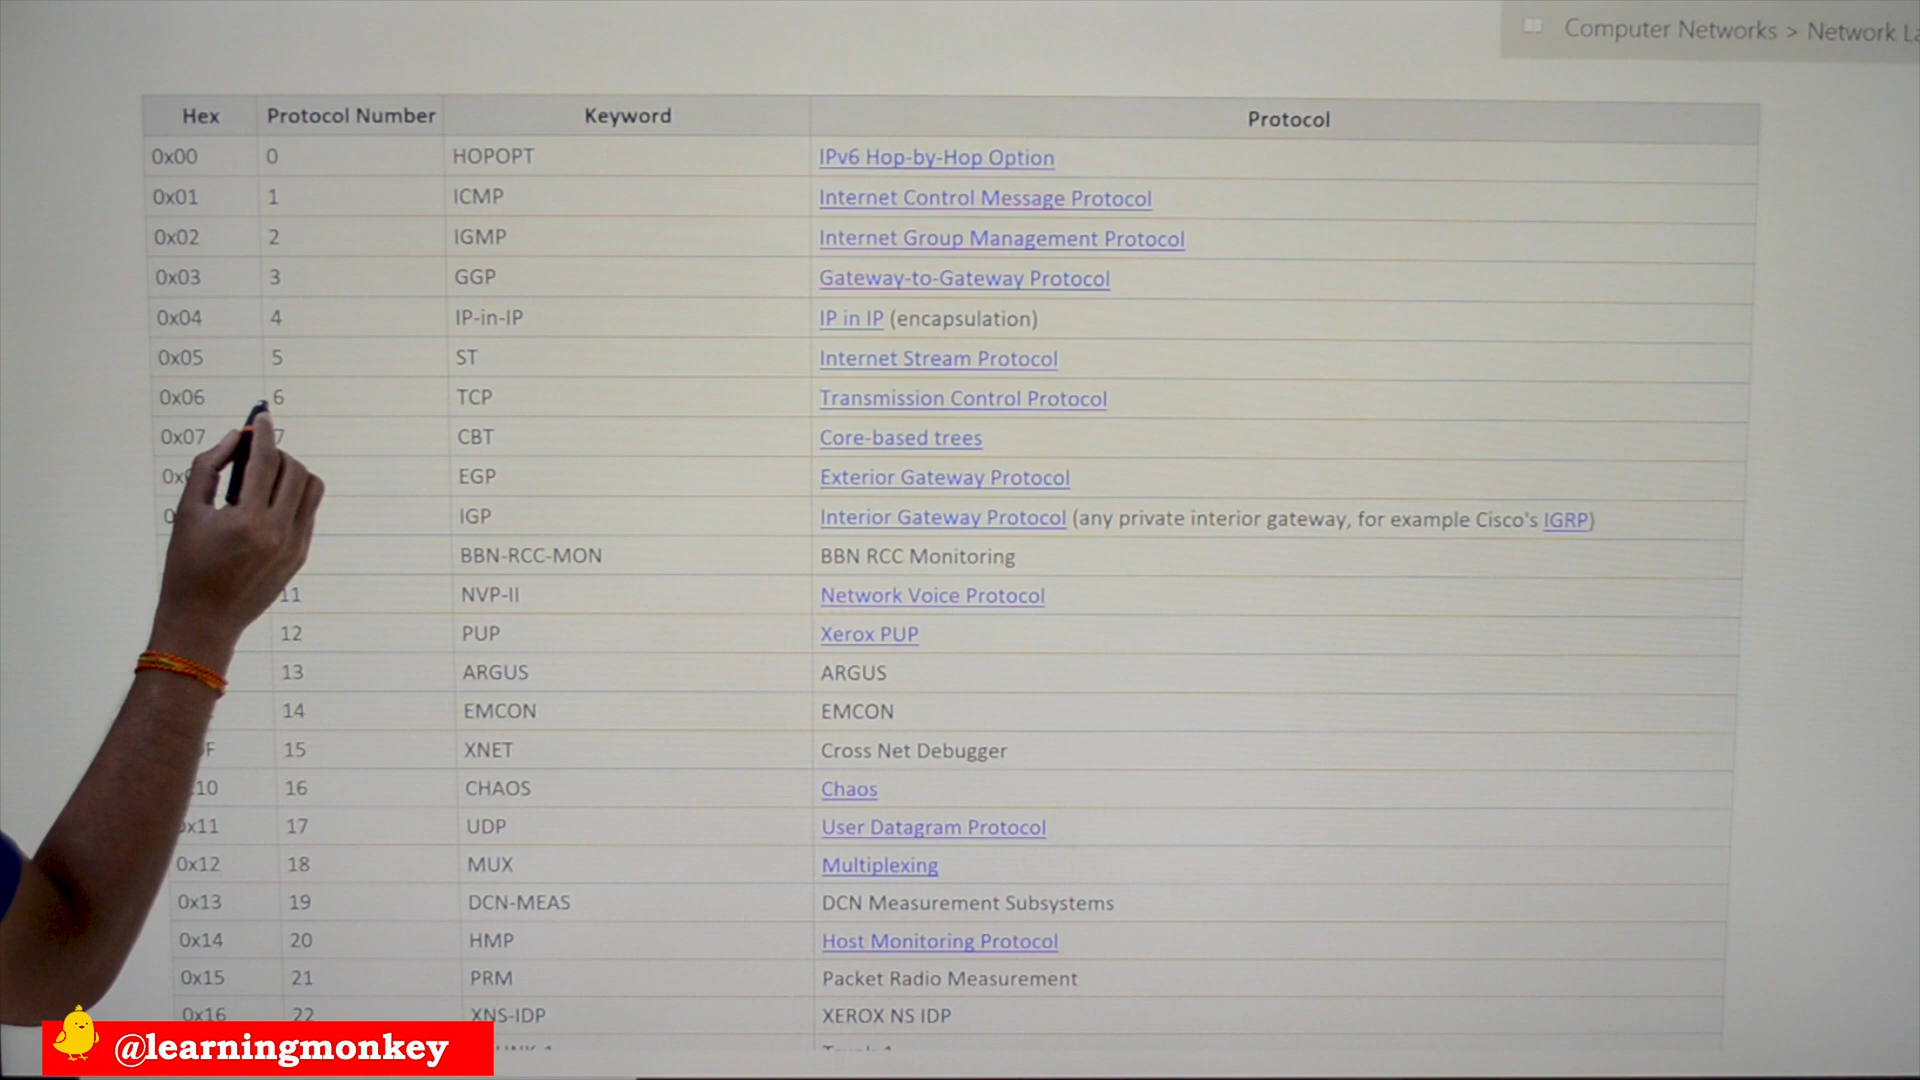 Computer Networks > Network La
Hex Protocol Number Keyword Protocol
0x00 0 HOPOPT IPv6 Hop-by-Hop Option
0x01 1 ICMP Internet Control Message Protocol
0x02 2 IGMP Internet Group Management Protocol
0x03 3 GGP Gateway-to-Gateway Protocol
0x04 4 IP-in-IP IP in IP (encapsulation)
0x05 5 ST Internet Stream Protocol
0x06 6 TCP Transmission Control Protocol
0x07 7 CBT Core-based trees
EGP Exterior Gateway Protocol
IGP Interior Gateway Protocol (any private interior gateway, for example Cisco's IGRP)
BBN-RCC-MON BBN RCC Monitoring
11 NVP-II Network Voice Protocol
12 PUP Xerox PUP
13 ARGUS ARGUS
14 EMCON EMCON
15 XNET Cross Net Debugger
10 16 CHAOS Chaos
x11 17 UDP User Datagram Protocol
0x12 18 MUX Multiplexing
0x13 19 DCN-MEAS DCN Measurement Subsystems
0x14 20 HMP Host Monitoring Protocol
0x15 21 PRM Packet Radio Measurement
0x16 22 XNS-IDP XEROX NS IDP
@learningmonkey